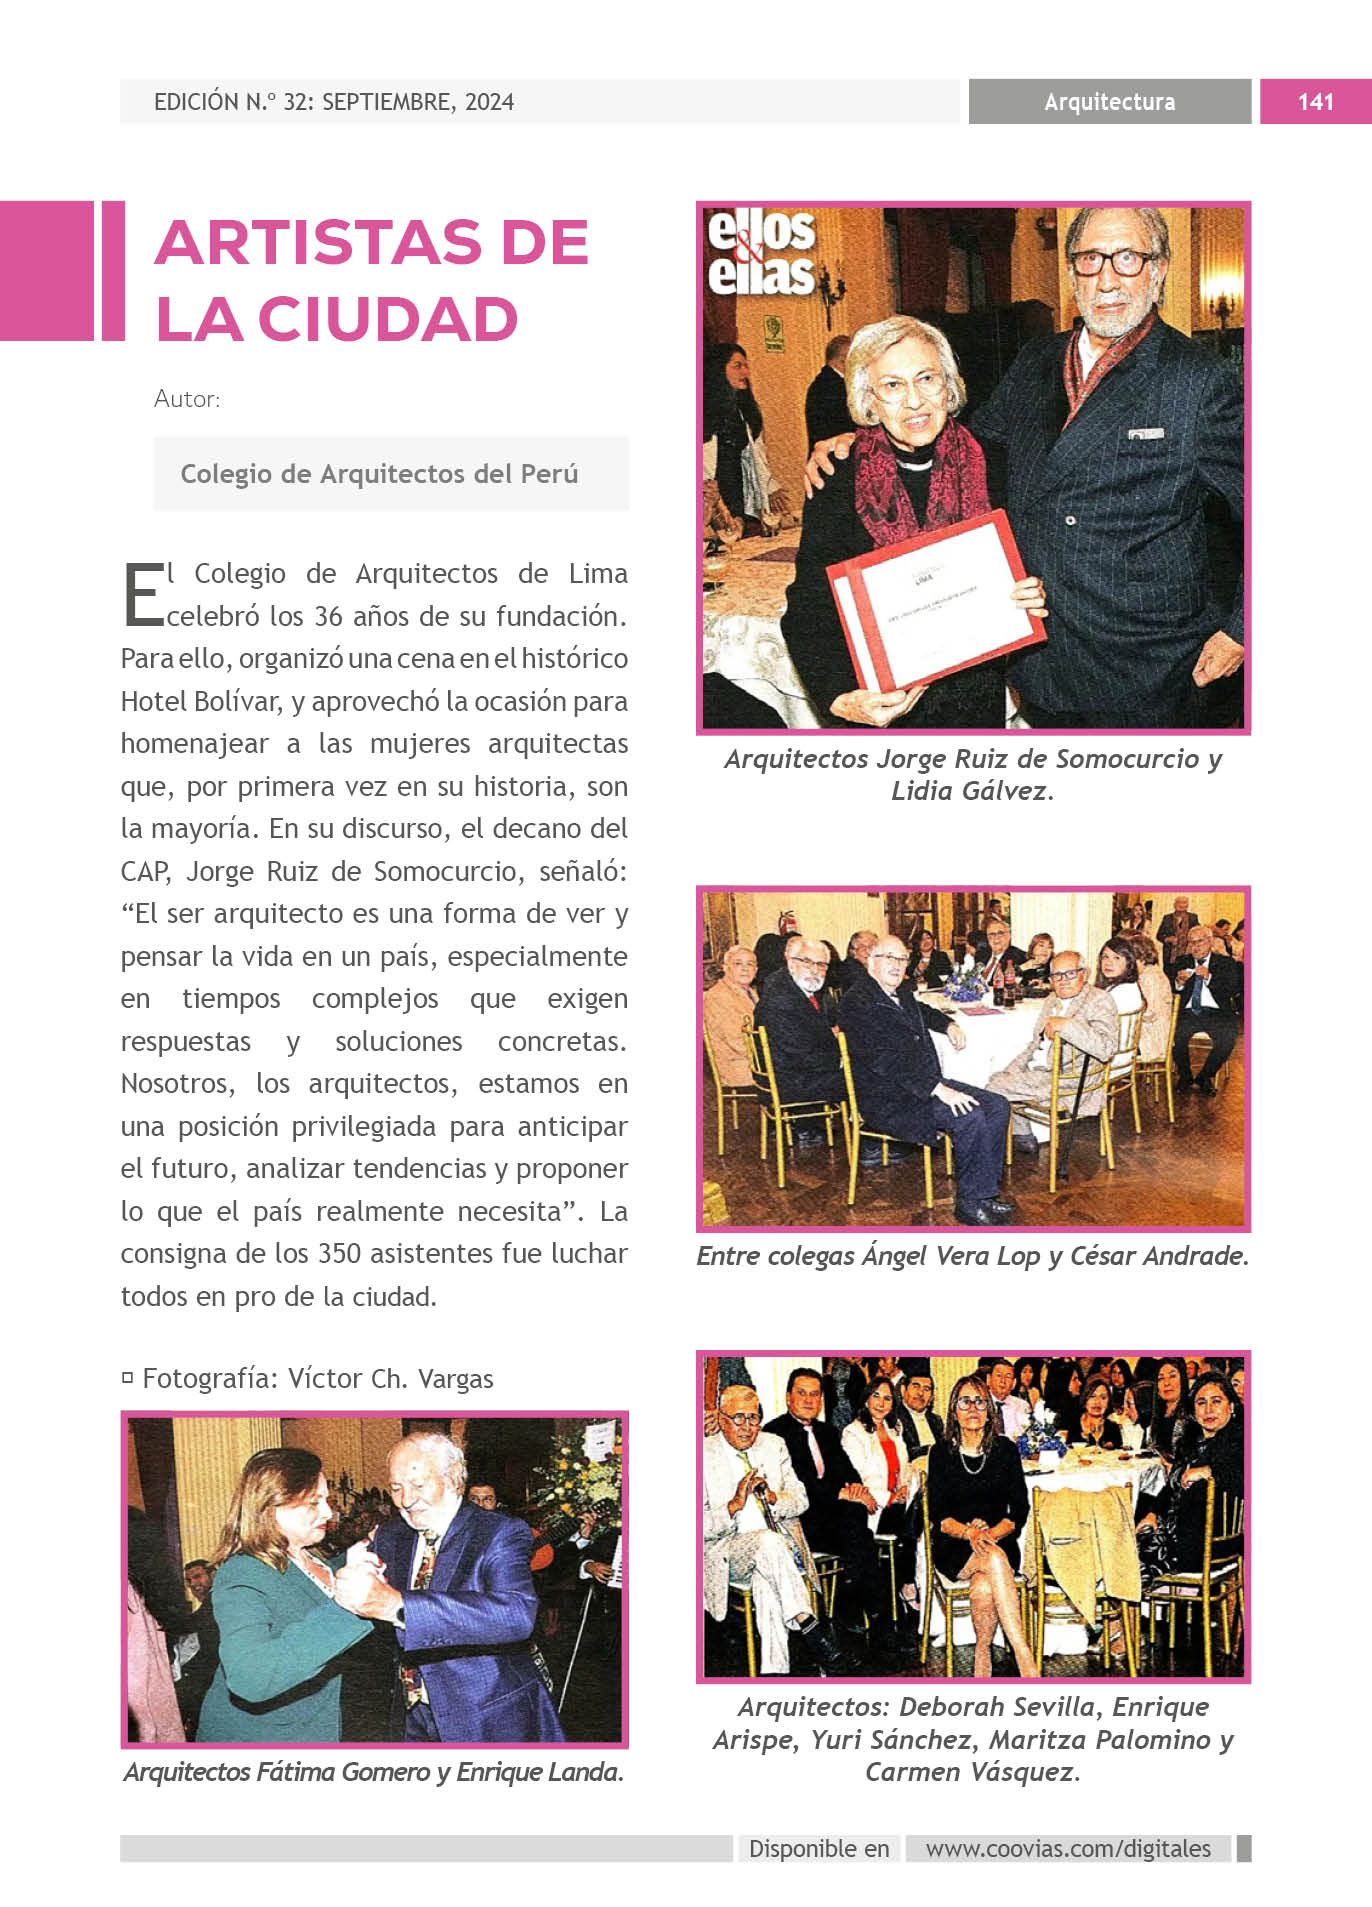 EDICIÓN N.º 32: SEPTIEMBRE, 2024
Arquitectura
141
ARTISTAS DE
LA CIUDAD
Autor:
Colegio de Arquitectos del Perú
El Colegio de Arquitectos de Lima
celebró los 36 años de su fundación.
Para ello, organizó una cena en el histórico
Hotel Bolívar, y aprovechó la ocasión para
homenajear a las mujeres arquitectas
que, por primera vez en su historia, son
la mayoría. En su discurso, el decano del
CAP, Jorge Ruiz de Somocurcio, señaló:
“El ser arquitecto es una forma de ver y
pensar la vida en un país, especialmente
en tiempos complejos que exigen
respuestas y soluciones concretas.
Nosotros, los arquitectos, estamos en
una posición privilegiada para anticipar
el futuro, analizar tendencias y proponer
lo que el país realmente necesita”. La
consigna de los 350 asistentes fue luchar
todos en pro de la ciudad.
▫ Fotografía: Víctor Ch. Vargas
Arquitectos Fátima Gomero y Enrique Landa.
ellos
&
ellas
LIMA
Arquitectos Jorge Ruiz de Somocurcio y
Lidia Gálvez.
Entre colegas Ángel Vera Lop y César Andrade.
Arquitectos: Deborah Sevilla, Enrique
Arispe, Yuri Sánchez, Maritza Palomino y
Carmen Vásquez.
Disponible en
www.coovias.com/digitales